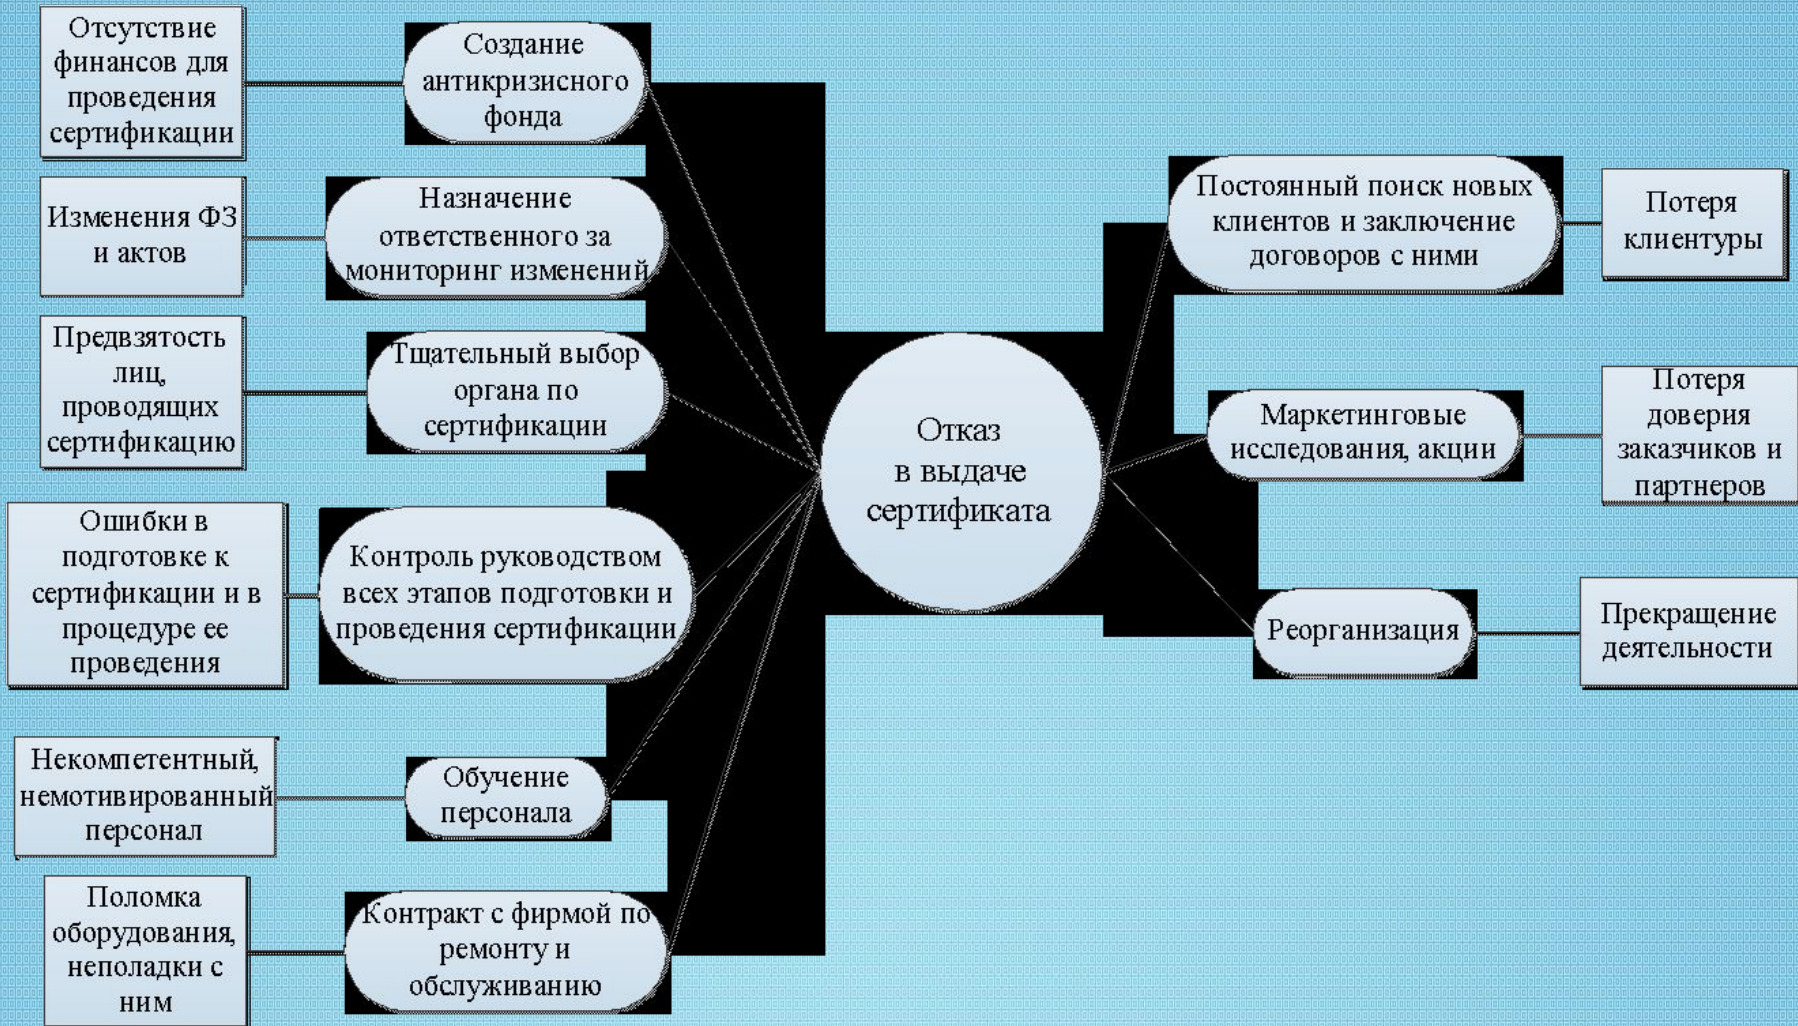 Отсутствие
финансов для
проведения
сертификации
Создание
антикризисного
фонда
Изменения ФЗ
и актов
Назначение
ответственного за
мониторинг изменений
Предвзятость
лиц,
проводящих
сертификацию
Тщательный выбор
органа по
сертификации
Ошибки в
подготовке к
сертификации и в
процедуре ее
проведения
Контроль руководством
всех этапов подготовки и
проведения сертификации
Некомпетентный,
немотивированный
персонал
Обучение
персонала
Поломка
оборудования,
неполадки с
ним
Контракт с фирмой по
ремонту и
обслуживанию
Отказ
в выдаче
сертификата
Постоянный поиск новых
клиентов и заключение
договоров с ними
Потеря
клиентуры
Маркетинговые
исследования, акции
Потеря
доверия
заказчиков и
партнеров
Реорганизация
Прекращение
деятельности